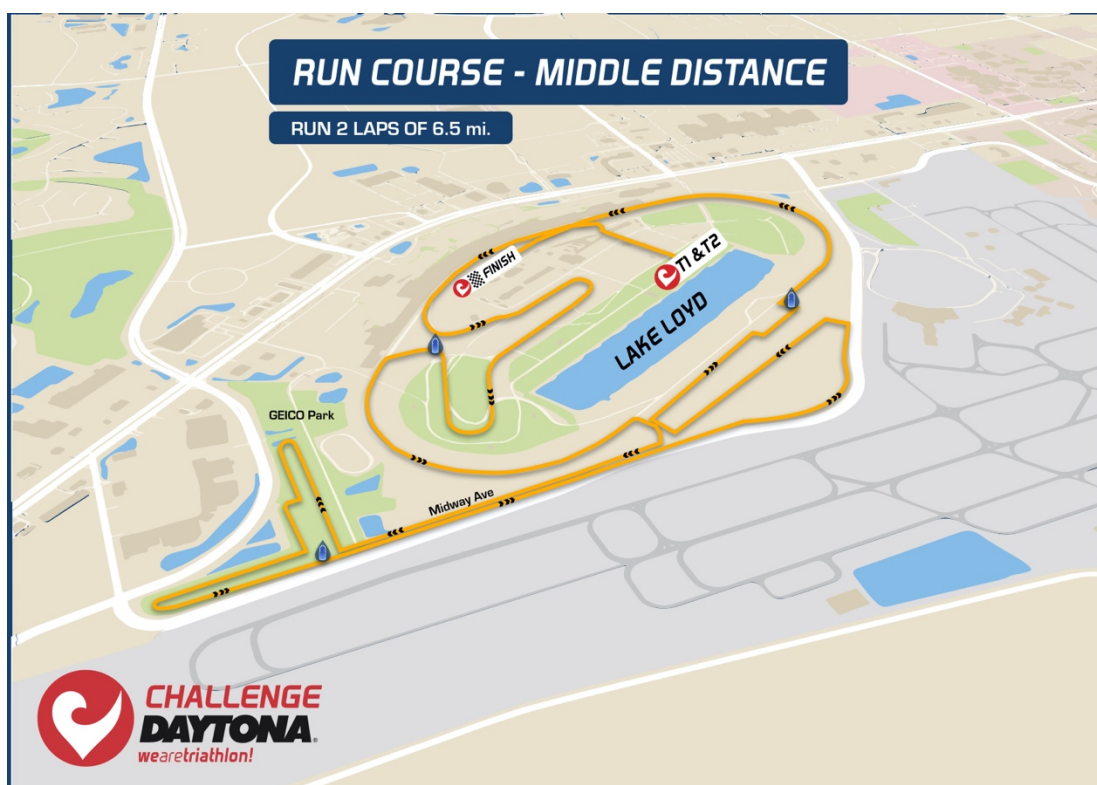 RUN COURSE - MIDDLE DISTANCE
RUN 2 LAPS OF 6.5 mi.
FINISH
T1 & T2
LAKE LOYD
GEICO Park
Midway Ave
CHALLENGE
DAYTONA®
wearetriathlon!